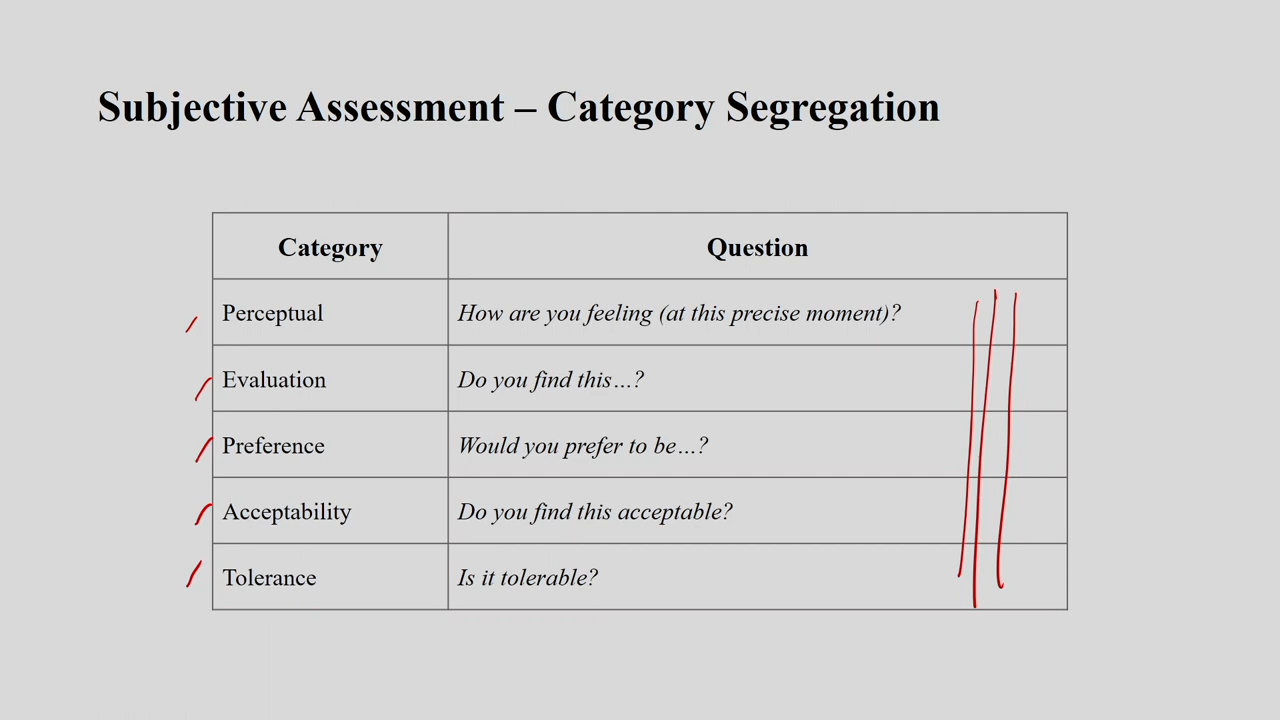 Subjective Assessment – Category Segregation
Category Question
Perceptual How are you feeling (at this precise moment)?
Evaluation Do you find this…?
Preference Would you prefer to be…?
Acceptability Do you find this acceptable?
Tolerance Is it tolerable?